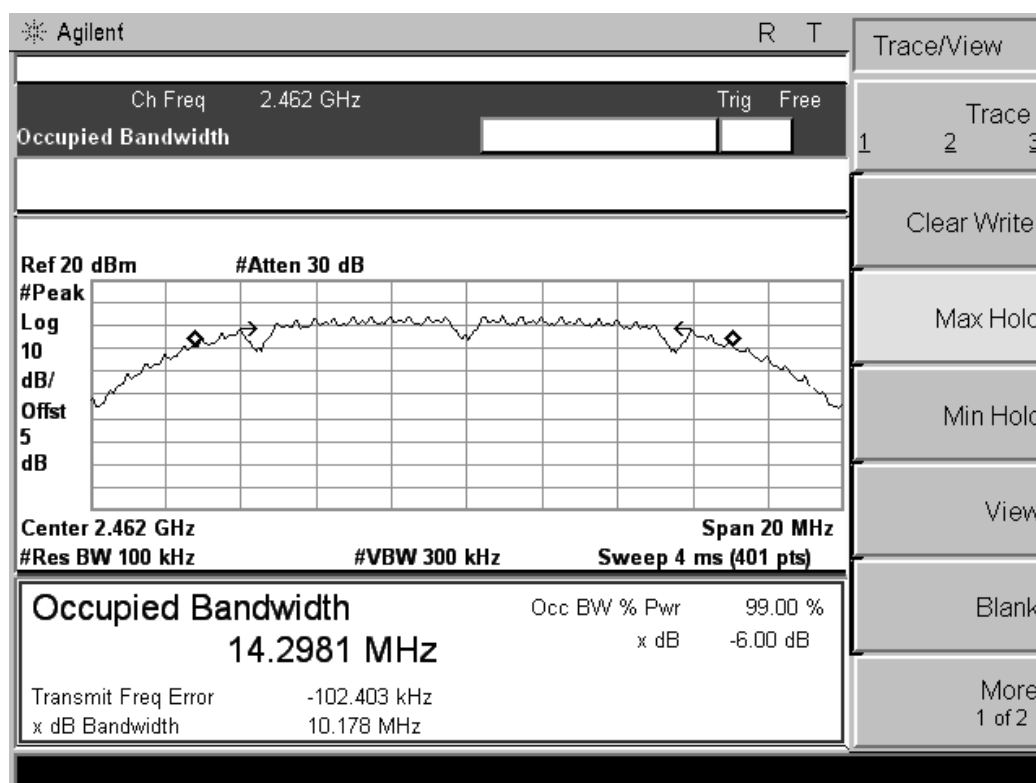 Agilent R T
Trace/View
Ch Freq 2.462 GHz Trig Free
Occupied Bandwidth
Trace
1 2 3
Clear Write
Max Hold
Min Hold
View
Blank
More
1 of 2
Ref 20 dBm #Atten 30 dB
#Peak
Log
10
dB/
Offst
5
dB
Center 2.462 GHz Span 20 MHz
#Res BW 100 kHz #VBW 300 kHz Sweep 4 ms (401 pts)
Occupied Bandwidth
14.2981 MHz
Occ BW % Pwr 99.00 %
x dB -6.00 dB
Transmit Freq Error -102.403 kHz
x dB Bandwidth 10.178 MHz